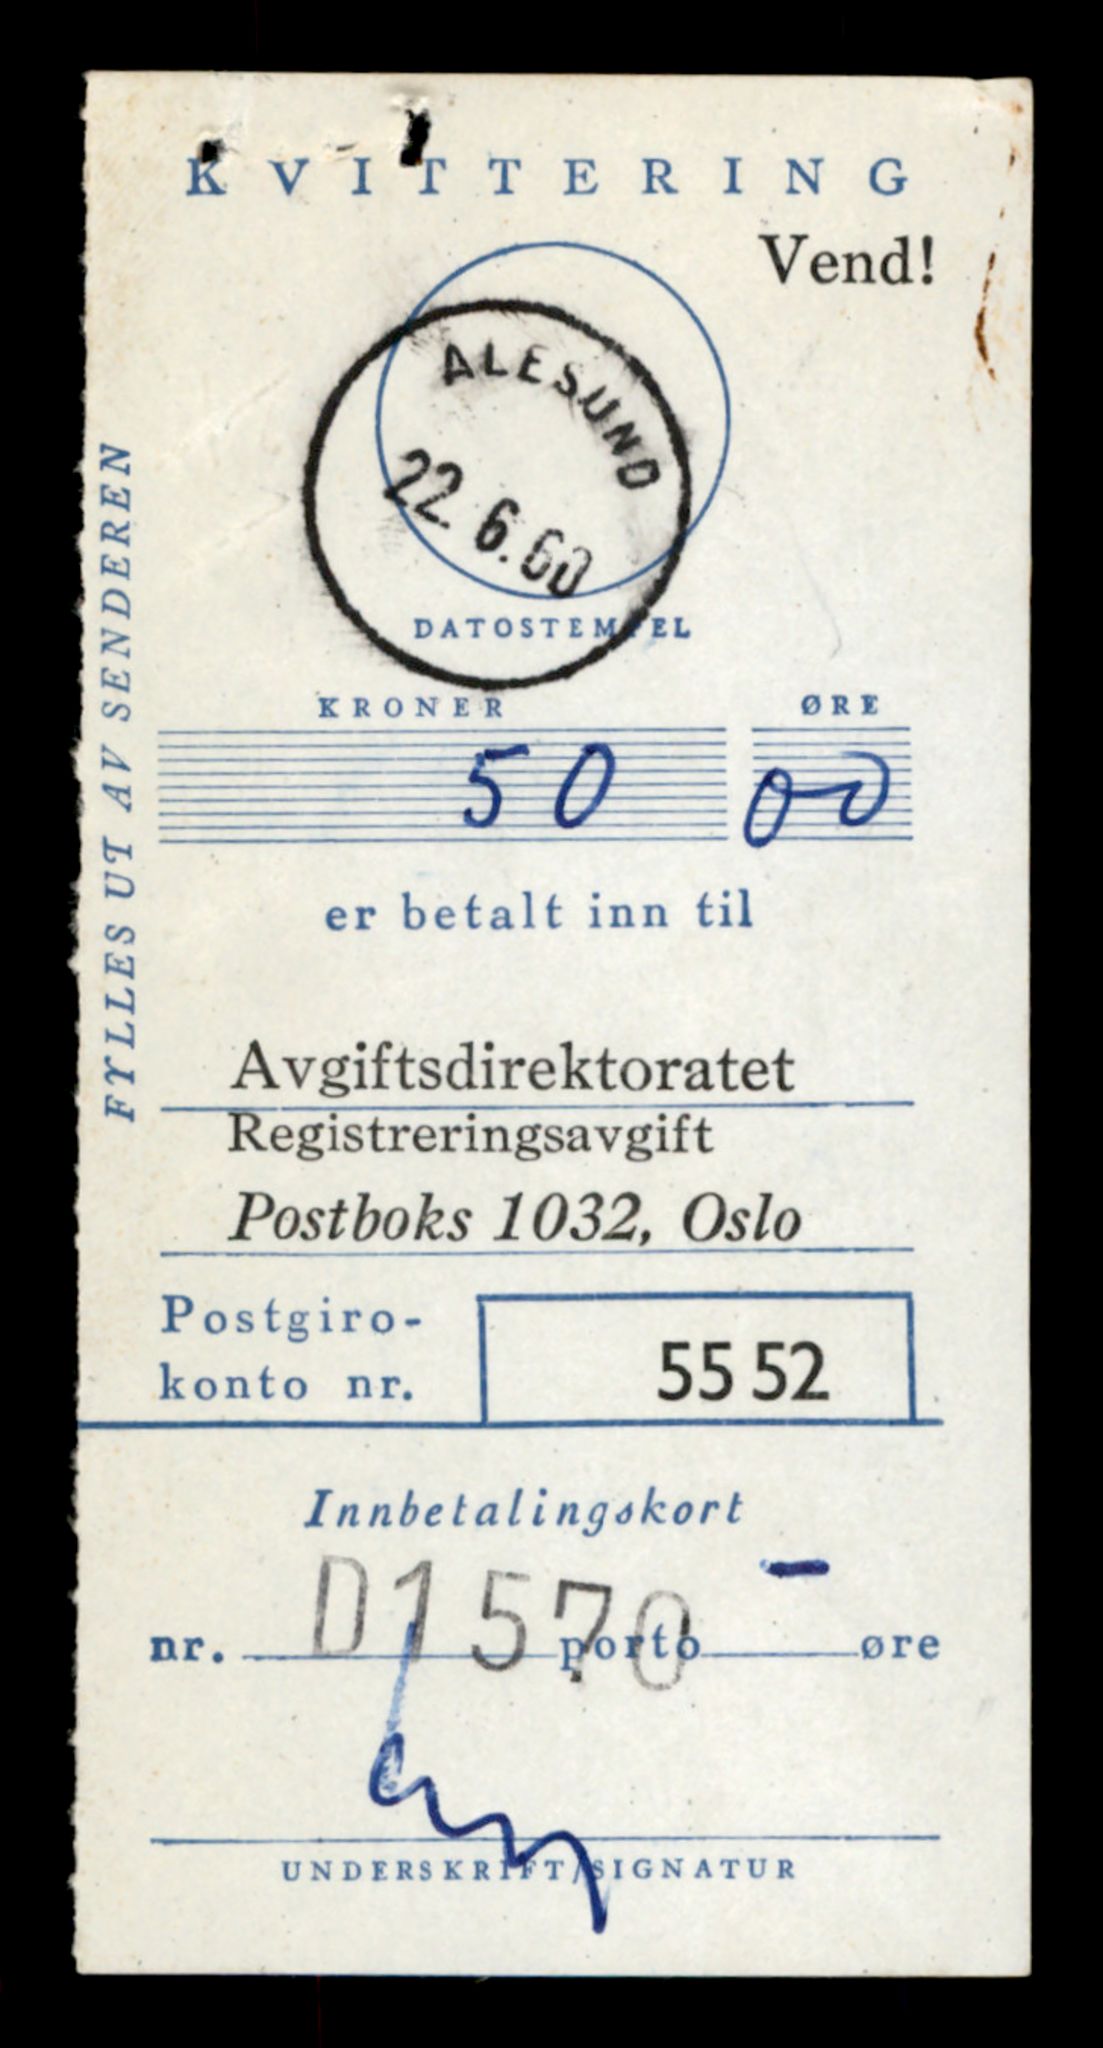 KVITTERING
Vend!
ALESUND
22.6.60
DATOSTEMPEL
KRONER ØRE
50 00
er betalt inn til
Avgiftsdirektoratet
Registreringsavgift
Postboks 1032, Oslo
Postgiro-
konto nr. 55 52
Innbetalingskort
D1570 –
nr. porto øre
UNDERSKRIFT/SIGNATUR
FYLLES UT AV SENDEREN